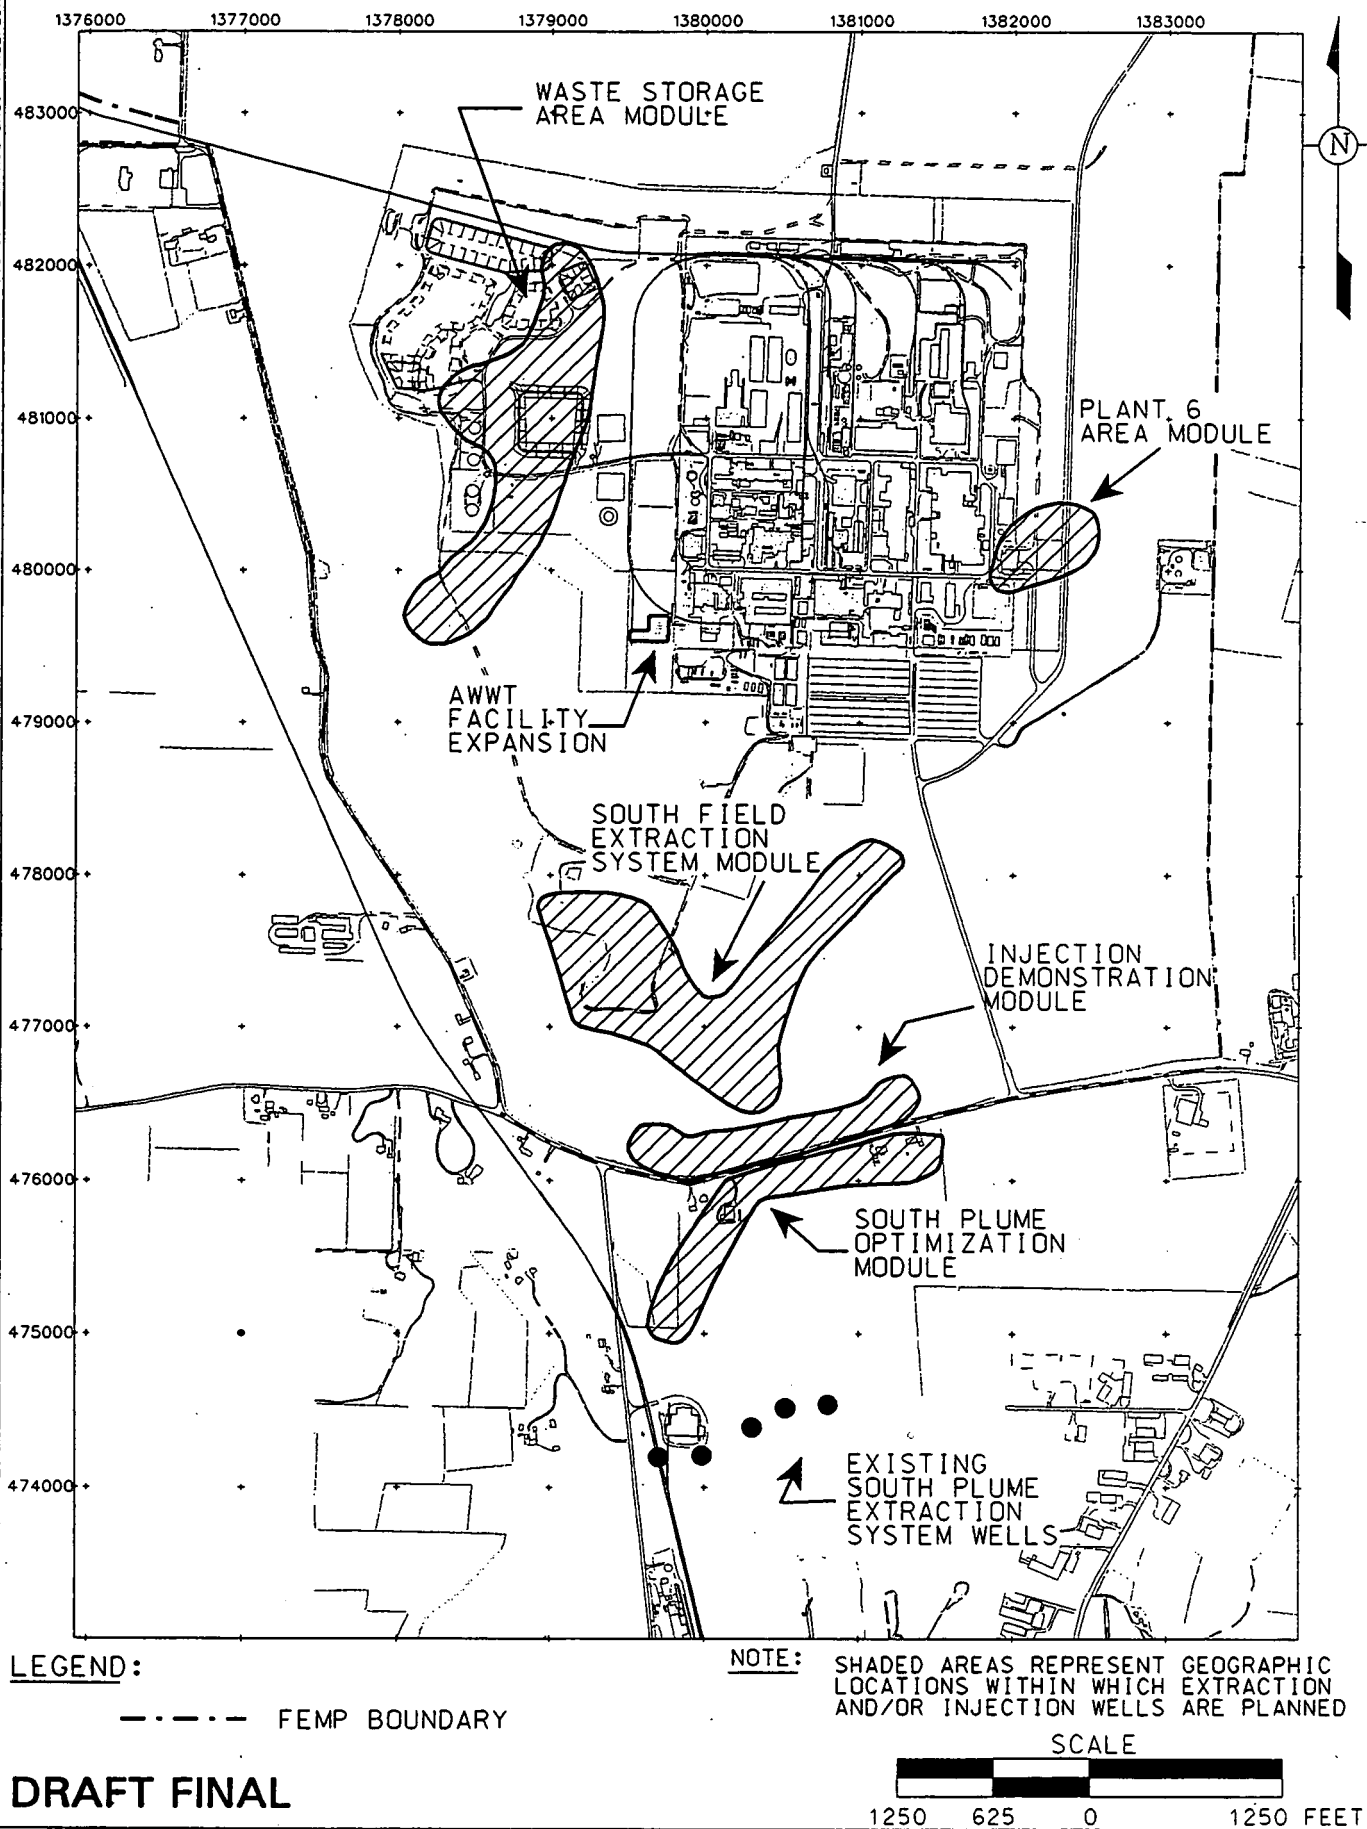 1376000 1377000 1378000 1379000 1380000 1381000 1382000 1383000
483000
482000
481000
480000
479000
478000
477000
476000
475000
474000
WASTE STORAGE
AREA MODULE
N
PLANT 6
AREA MODULE
AWWT
FACILITY
EXPANSION
SOUTH FIELD
EXTRACTION
SYSTEM MODULE
INJECTION
DEMONSTRATION
MODULE
SOUTH PLUME
OPTIMIZATION
MODULE
EXISTING
SOUTH PLUME
EXTRACTION
SYSTEM WELLS
LEGEND:
FEMP BOUNDARY
NOTE: SHADED AREAS REPRESENT GEOGRAPHIC
LOCATIONS WITHIN WHICH EXTRACTION
AND/OR INJECTION WELLS ARE PLANNED
SCALE
1250 625 0 1250 FEET
DRAFT FINAL